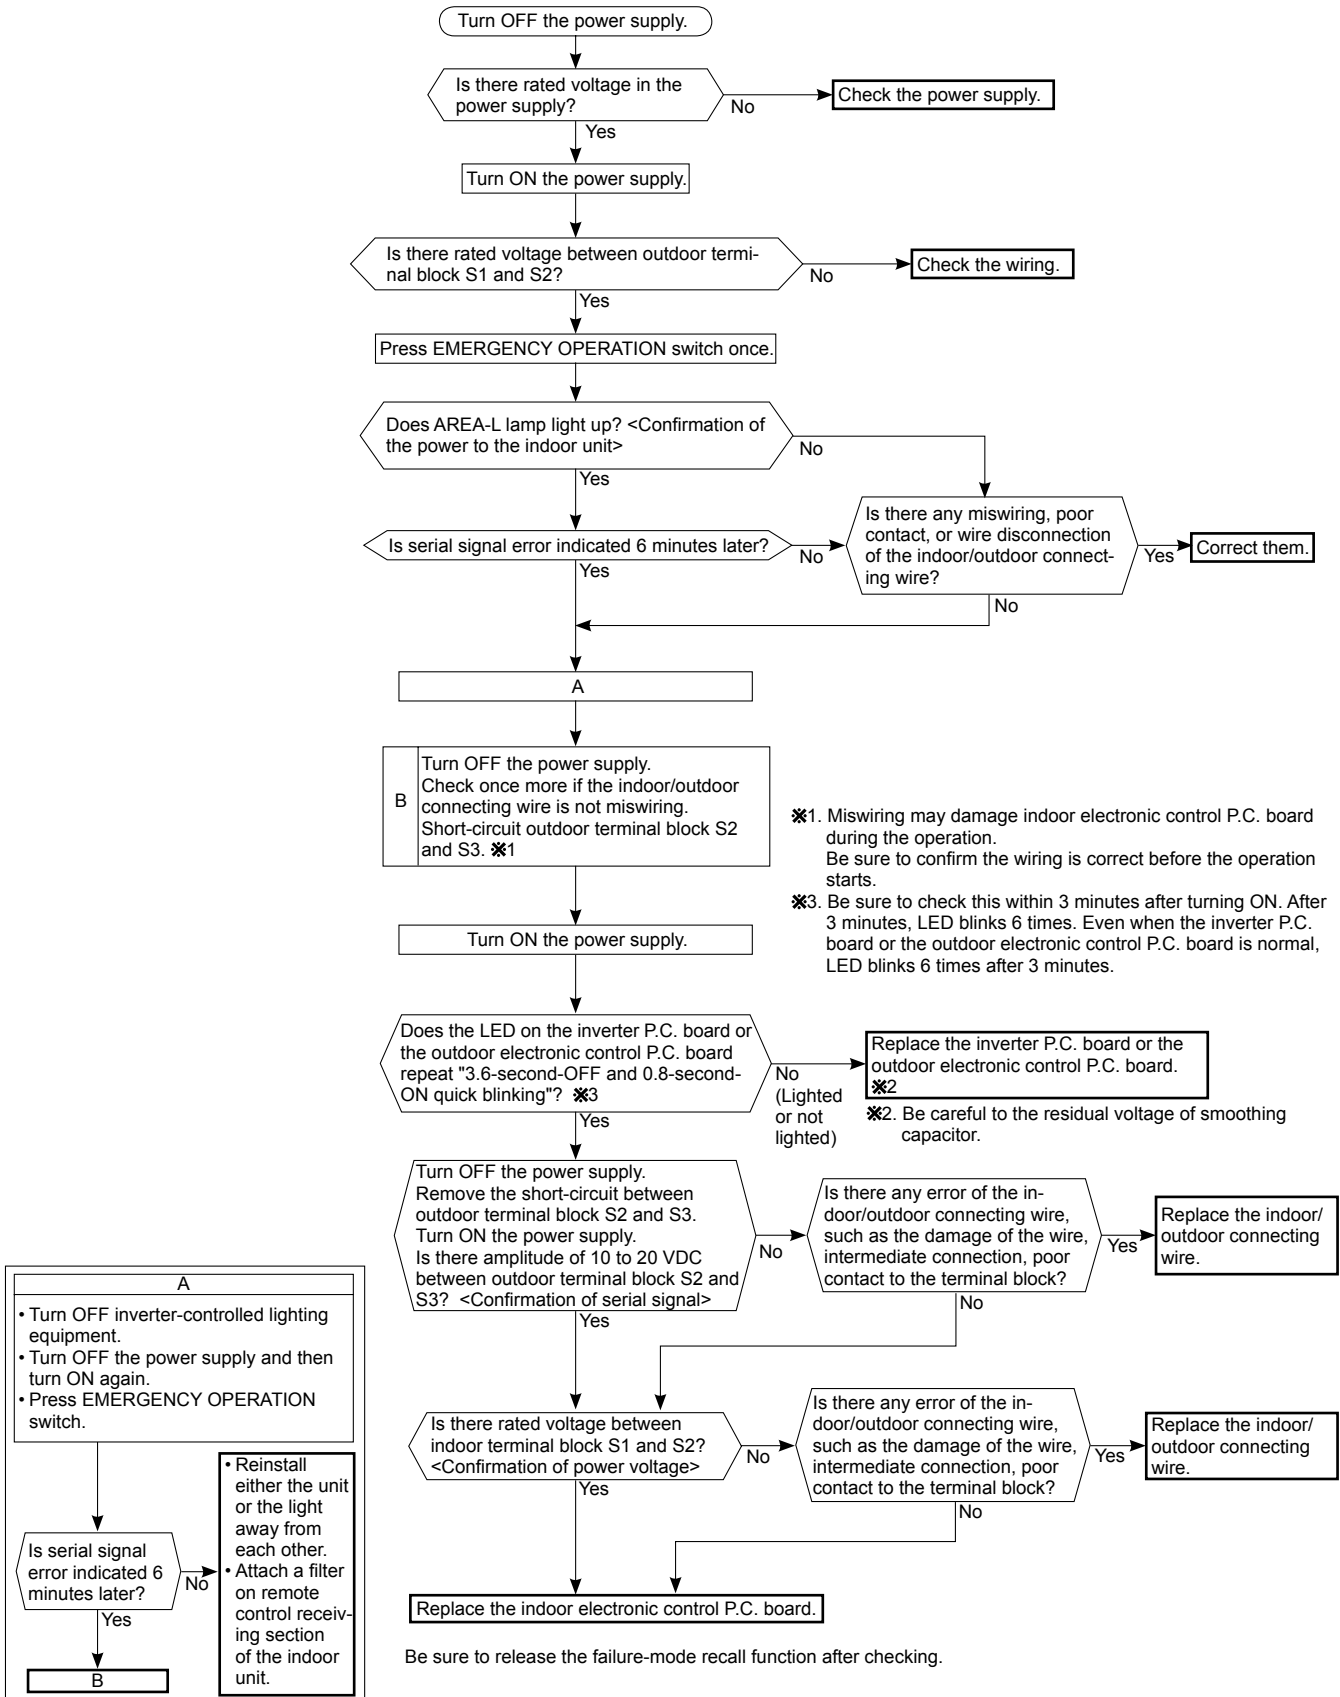 Turn OFF the power supply.
Is there rated voltage in the
power supply?
No
Check the power supply.
Yes
Turn ON the power supply.
Is there rated voltage between outdoor termi-
nal block S1 and S2?
No
Check the wiring.
Yes
Press EMERGENCY OPERATION switch once.
Does AREA-L lamp light up? <Confirmation of
the power to the indoor unit>
No
Yes
Is serial signal error indicated 6 minutes later?
No
Is there any miswiring, poor
contact, or wire disconnection
of the indoor/outdoor connect-
ing wire?
Yes
Correct them.
Yes
No
A
B
Turn OFF the power supply.
Check once more if the indoor/outdoor
connecting wire is not miswiring.
Short-circuit outdoor terminal block S2
and S3. ※1
※1. Miswiring may damage indoor electronic control P.C. board
during the operation.
Be sure to confirm the wiring is correct before the operation
starts.
※3. Be sure to check this within 3 minutes after turning ON. After
3 minutes, LED blinks 6 times. Even when the inverter P.C.
board or the outdoor electronic control P.C. board is normal,
LED blinks 6 times after 3 minutes.
Turn ON the power supply.
Does the LED on the inverter P.C. board or
the outdoor electronic control P.C. board
repeat "3.6-second-OFF and 0.8-second-
ON quick blinking"? ※3
No
(Lighted
or not
lighted)
Replace the inverter P.C. board or the
outdoor electronic control P.C. board.
※2
※2. Be careful to the residual voltage of smoothing
capacitor.
Yes
Turn OFF the power supply.
Remove the short-circuit between
outdoor terminal block S2 and S3.
Turn ON the power supply.
Is there amplitude of 10 to 20 VDC
between outdoor terminal block S2 and
S3? <Confirmation of serial signal>
No
Is there any error of the in-
door/outdoor connecting wire,
such as the damage of the wire,
intermediate connection, poor
contact to the terminal block?
Yes
Replace the indoor/
outdoor connecting
wire.
Yes
No
Is there rated voltage between
indoor terminal block S1 and S2?
<Confirmation of power voltage>
No
Is there any error of the in-
door/outdoor connecting wire,
such as the damage of the wire,
intermediate connection, poor
contact to the terminal block?
Yes
Replace the indoor/
outdoor connecting
wire.
Yes
No
Replace the indoor electronic control P.C. board.
Be sure to release the failure-mode recall function after checking.
A
• Turn OFF inverter-controlled lighting
equipment.
• Turn OFF the power supply and then
turn ON again.
• Press EMERGENCY OPERATION
switch.
Is serial signal
error indicated 6
minutes later?
No
• Reinstall
either the unit
or the light
away from
each other.
• Attach a filter
on remote
control receiv-
ing section
of the indoor
unit.
Yes
B